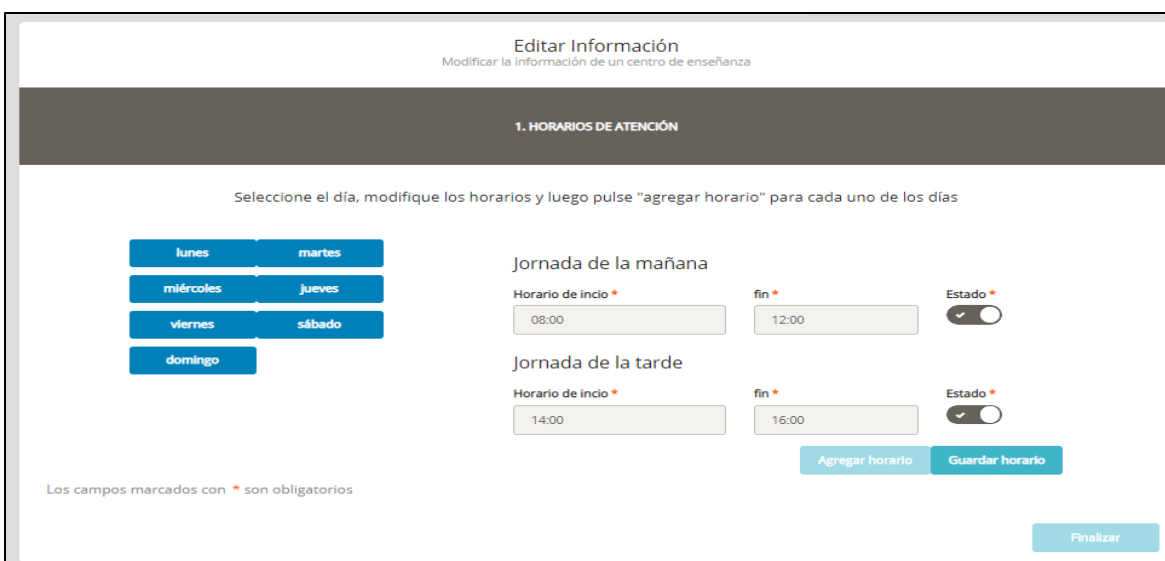 Editar Información
Modificar la información de un centro de enseñanza
1. HORARIOS DE ATENCIÓN
Seleccione el día, modifique los horarios y luego pulse "agregar horario" para cada uno de los días
lunes martes
miércoles jueves
viernes sábado
domingo
Jornada de la mañana
Horario de incio * fin * Estado *
08:00 12:00
Jornada de la tarde
Horario de incio * fin * Estado *
14:00 16:00
Agregar horario Guardar horario
Los campos marcados con * son obligatorios
Finalizar